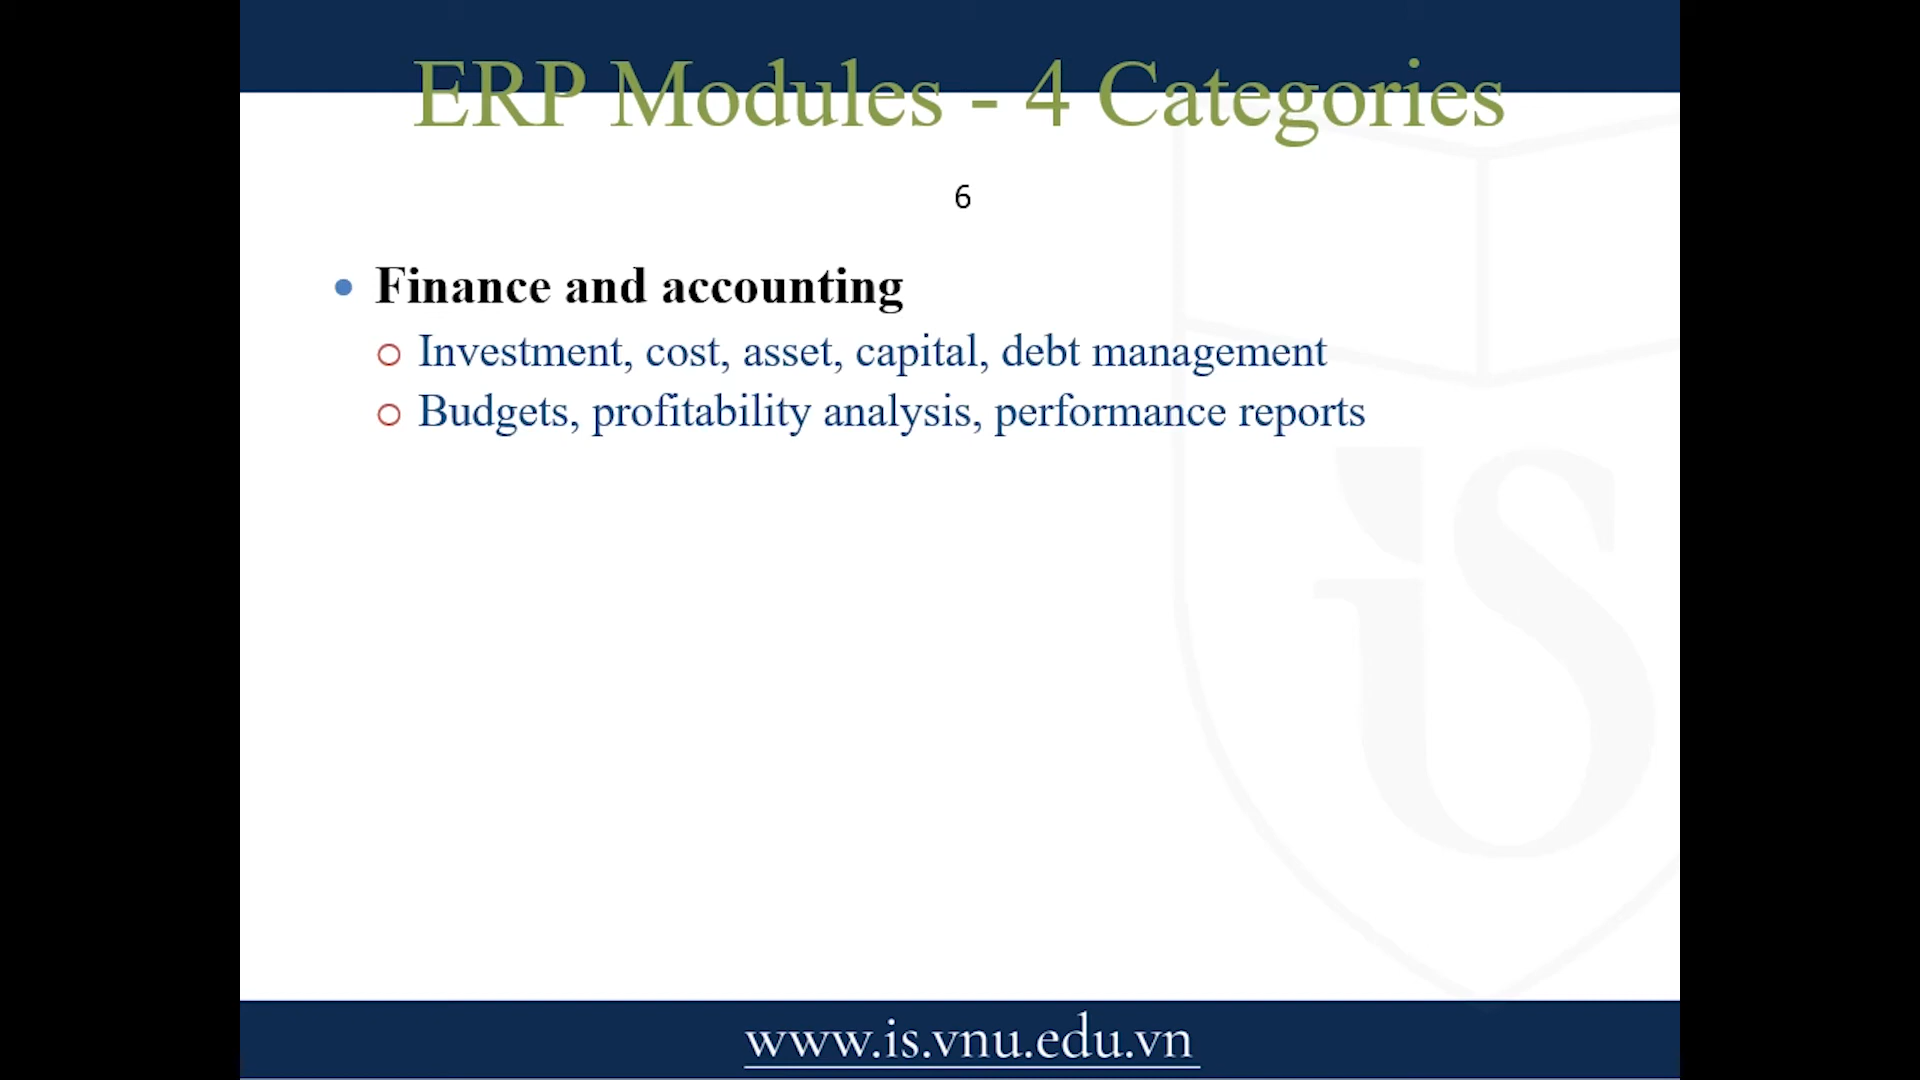 ERP Modules - 4 Categories
6
• Finance and accounting
○ Investment, cost, asset, capital, debt management
○ Budgets, profitability analysis, performance reports
iS
www.is.vnu.edu.vn